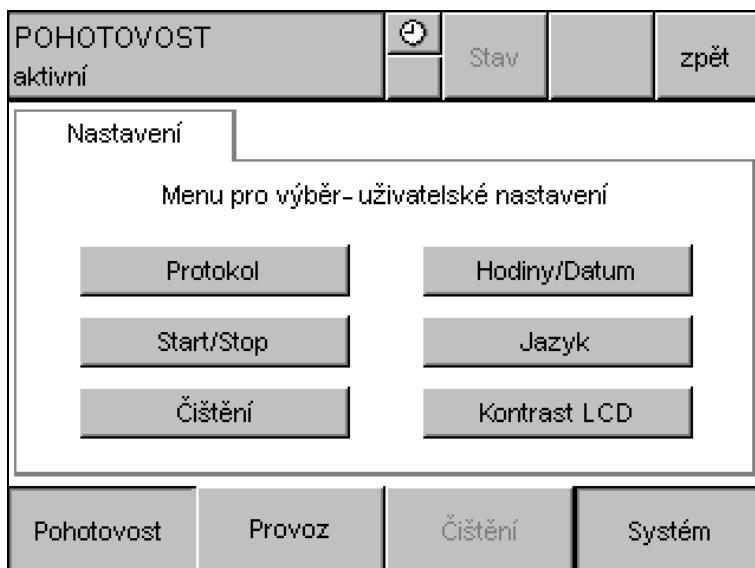 POHOTOVOST
aktivní
Stav
zpět
Nastavení
Menu pro výběr- uživatelské nastavení
Protokol
Hodiny/Datum
Start/Stop
Jazyk
Čištění
Kontrast LCD
Pohotovost
Provoz
Čištění
Systém